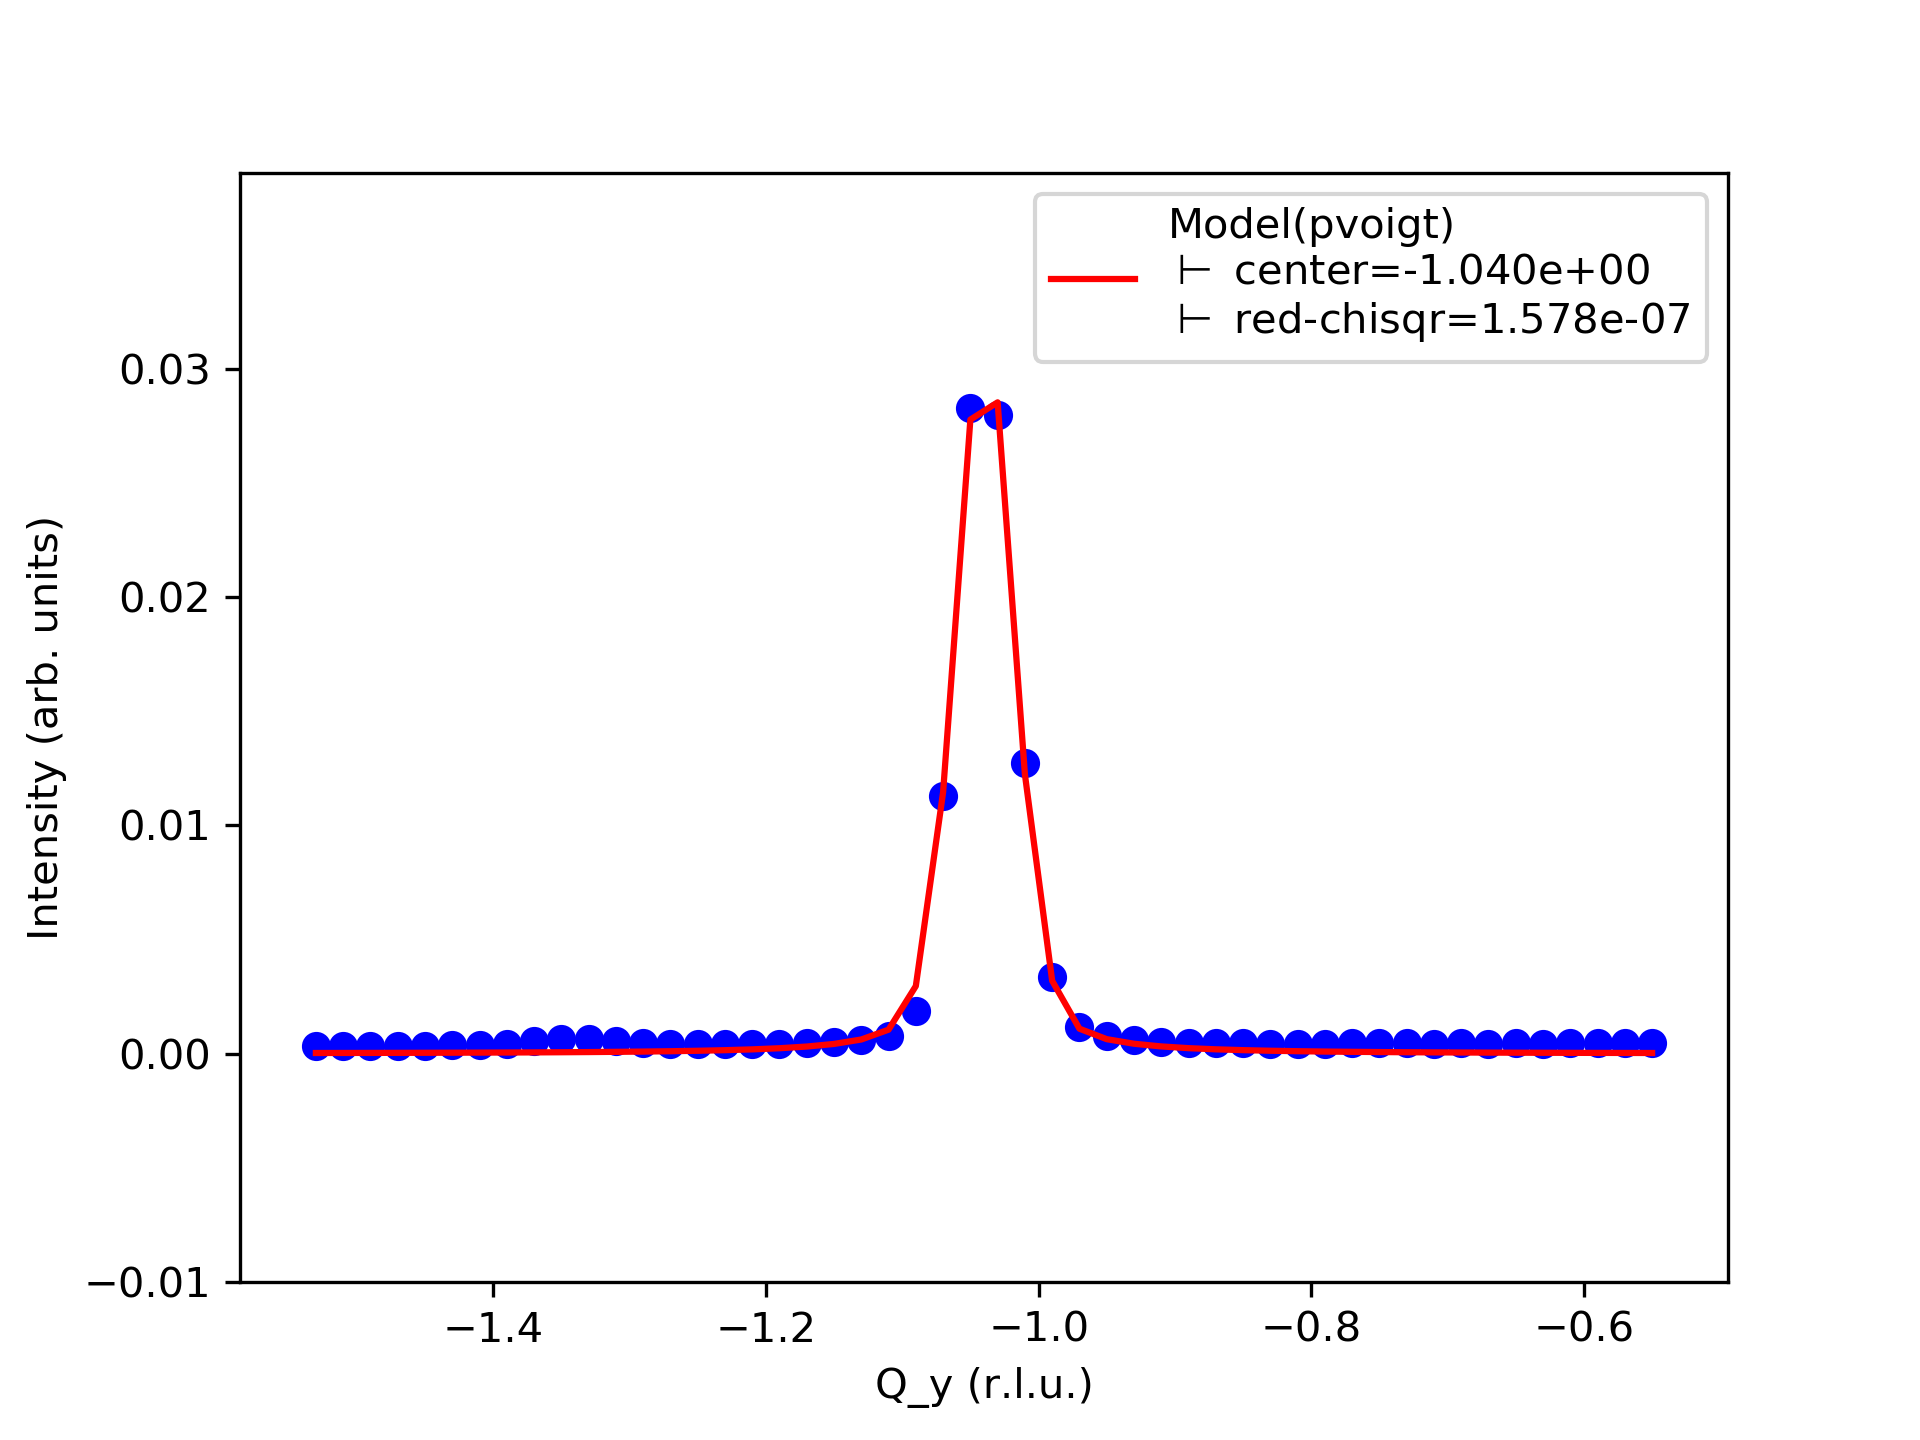 Model(pvoigt)
⊢ center=-1.040e+00
⊢ red-chisqr=1.578e-07
0.03
0.02
0.01
0.00
−0.01
Intensity (arb. units)
−1.4 −1.2 −1.0 −0.8 −0.6
Q_y (r.l.u.)